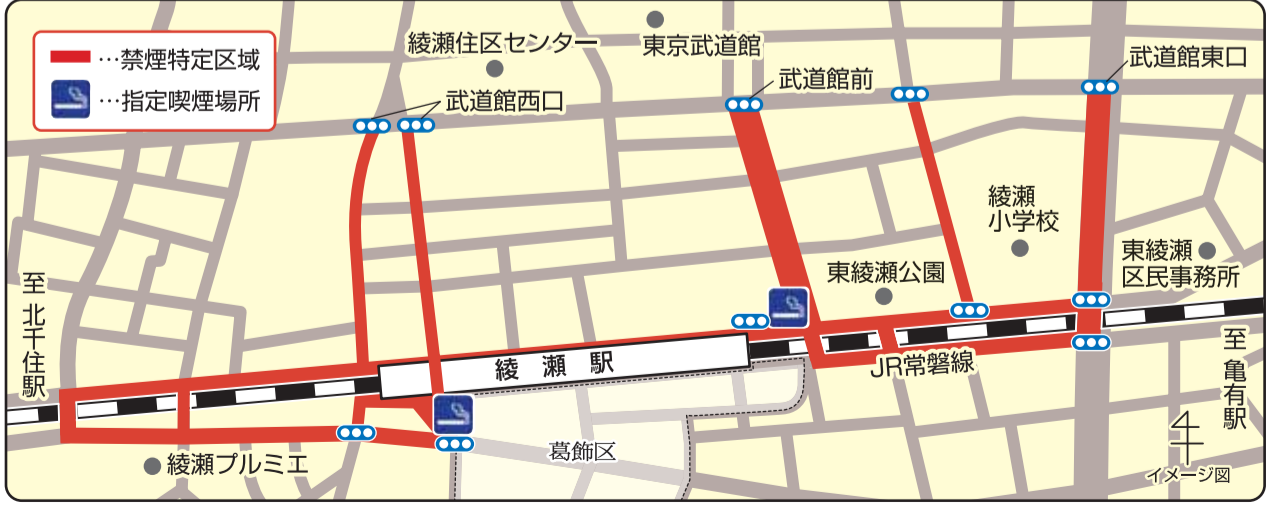 …禁煙特定区域
…指定喫煙場所
綾瀬住区センター
東京武道館
武道館西口
武道館前
武道館東口
綾瀬
小学校
東綾瀬公園
東綾瀬
区民事務所
至 北千住駅
綾瀬駅
JR常磐線
至 亀有駅
葛飾区
綾瀬プルミエ
イメージ図